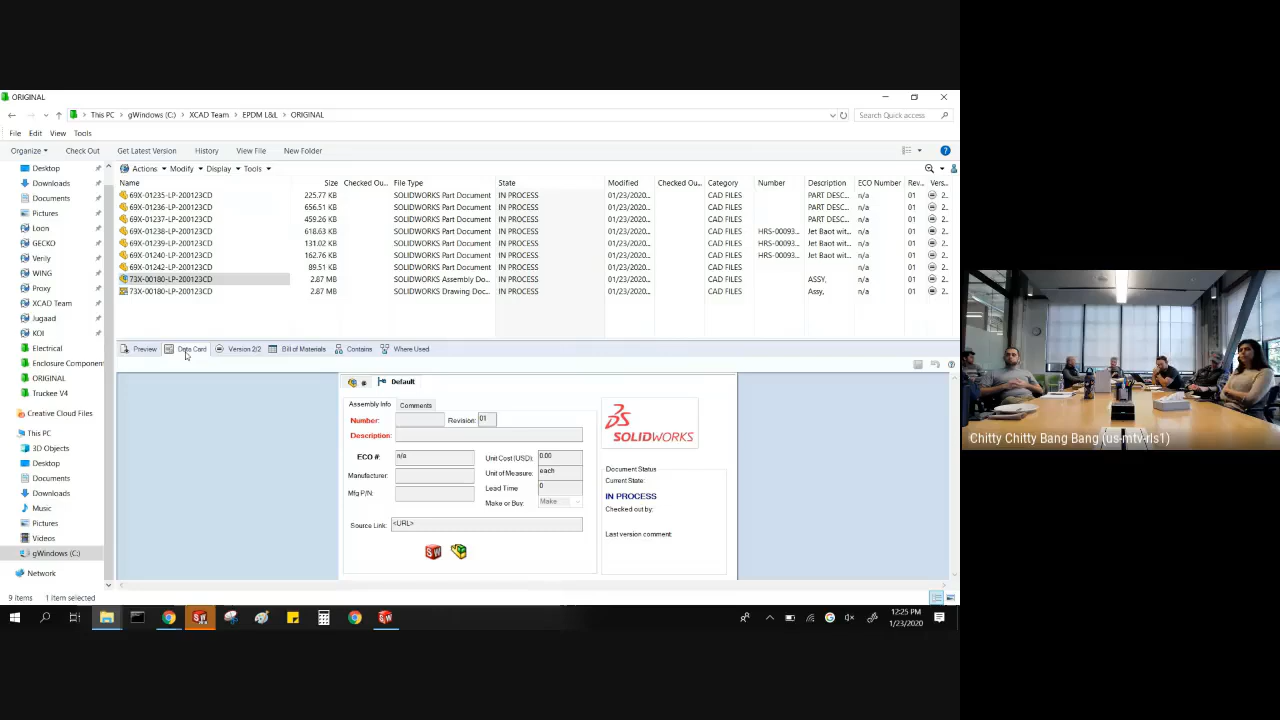 ORIGINAL
This PC > gWindows (C:) > XCAD Team > EPDM L&L > ORIGINAL
Search Quick access
File Edit View Tools
Organize Check Out Get Latest Version History View File New Folder
Actions Modify Display Tools
Name Size Checked Ou... File Type State Modified Checked Ou... Category Number Description ECO Number Rev... Vers...
69X-01235-LP-200123CD 225.77 KB SOLIDWORKS Part Document IN PROCESS 01/23/2020... CAD FILES PART DESC... n/a 01 2...
69X-01236-LP-200123CD 656.51 KB SOLIDWORKS Part Document IN PROCESS 01/23/2020... CAD FILES PART DESC... n/a 01 2...
69X-01237-LP-200123CD 459.26 KB SOLIDWORKS Part Document IN PROCESS 01/23/2020... CAD FILES PART DESC... n/a 01 2...
69X-01238-LP-200123CD 618.63 KB SOLIDWORKS Part Document IN PROCESS 01/23/2020... CAD FILES HRS-00093... Jet Baot wit... n/a 01 2...
69X-01239-LP-200123CD 131.02 KB SOLIDWORKS Part Document IN PROCESS 01/23/2020... CAD FILES HRS-00093... Jet Baot wit... n/a 01 2...
69X-01240-LP-200123CD 162.76 KB SOLIDWORKS Part Document IN PROCESS 01/23/2020... CAD FILES HRS-00093... Jet Baot wit... n/a 01 2...
69X-01242-LP-200123CD 89.51 KB SOLIDWORKS Part Document IN PROCESS 01/23/2020... CAD FILES n/a 01 2...
73X-00180-LP-200123CD 2.87 MB SOLIDWORKS Assembly Do... IN PROCESS 01/23/2020... CAD FILES ASSY, n/a 01 2...
73X-00180-LP-200123CD 2.87 MB SOLIDWORKS Drawing Doc... IN PROCESS 01/23/2020... CAD FILES Assy, n/a 01 2...
Desktop
Downloads
Documents
Pictures
Loon
GECKO
Verily
WING
Proxy
XCAD Team
Jugaad
KOI
Electrical
Enclosure Component
ORIGINAL
Truckee V4
Creative Cloud Files
This PC
3D Objects
Desktop
Documents
Downloads
Music
Pictures
Videos
gWindows (C:)
Network
Preview Data Card Version 2/2 Bill of Materials Contains Where Used
# Default
Assembly Info Comments
Number: Revision: 01
Description:
ECO #: n/a Unit Cost (USD): 0.00
Manufacturer: Unit of Measure: each
Mfg P/N: Lead Time 0
Make or Buy: Make
Source Link: <URL>
SW
SOLIDWORKS
Document Status
Current State:
IN PROCESS
Checked out by:
Last version comment:
9 items 1 item selected
12:25 PM
1/23/2020
Chitty Chitty Bang Bang (us-mtv-rls1)